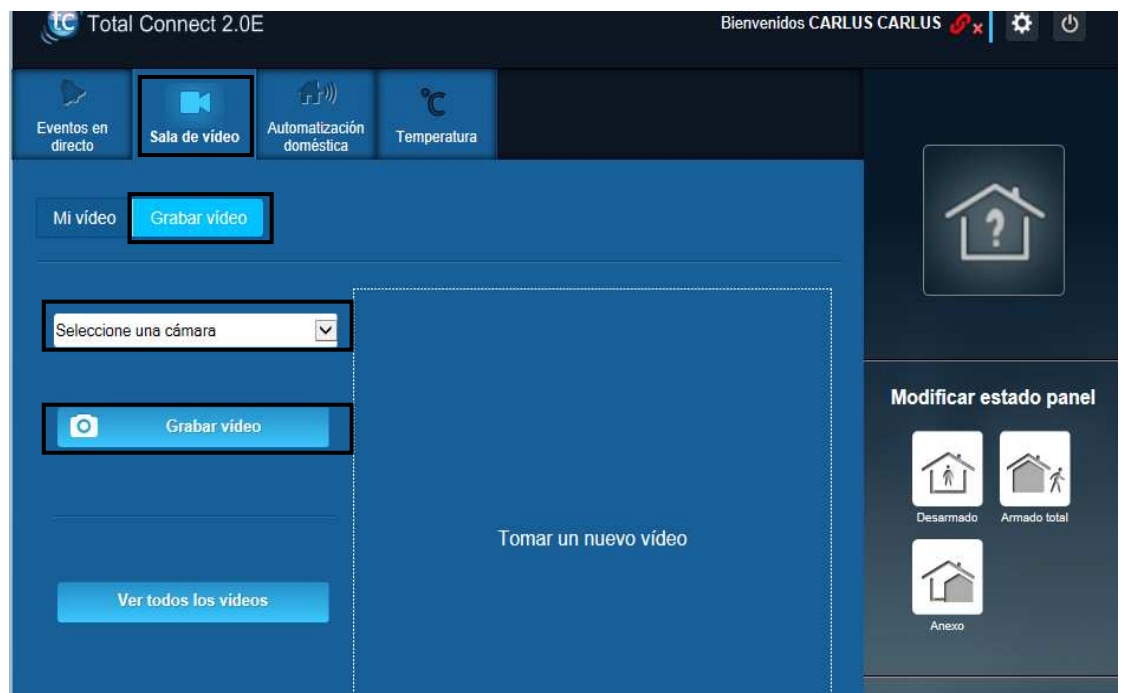 tc Total Connect 2.0E
Bienvenidos CARLUS CARLUS
Eventos en
directo
Sala de vídeo
Automatización
doméstica
°C
Temperatura
Mi vídeo
Grabar vídeo
?
Seleccione una cámara
Grabar vídeo
Modificar estado panel
Desarmado
Armado total
Tomar un nuevo vídeo
Ver todos los vídeos
Anexo